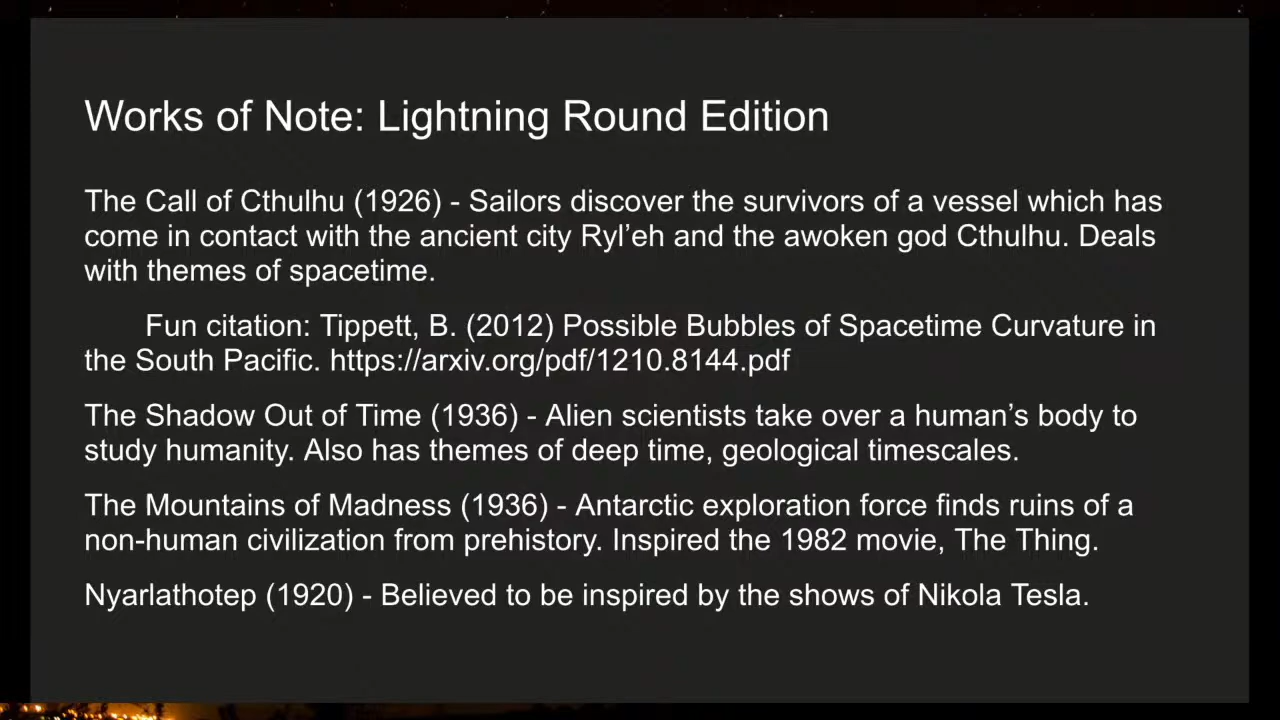 Works of Note: Lightning Round Edition
The Call of Cthulhu (1926) - Sailors discover the survivors of a vessel which has
come in contact with the ancient city Ryl’eh and the awoken god Cthulhu. Deals
with themes of spacetime.
Fun citation: Tippett, B. (2012) Possible Bubbles of Spacetime Curvature in
the South Pacific. https://arxiv.org/pdf/1210.8144.pdf
The Shadow Out of Time (1936) - Alien scientists take over a human’s body to
study humanity. Also has themes of deep time, geological timescales.
The Mountains of Madness (1936) - Antarctic exploration force finds ruins of a
non-human civilization from prehistory. Inspired the 1982 movie, The Thing.
Nyarlathotep (1920) - Believed to be inspired by the shows of Nikola Tesla.